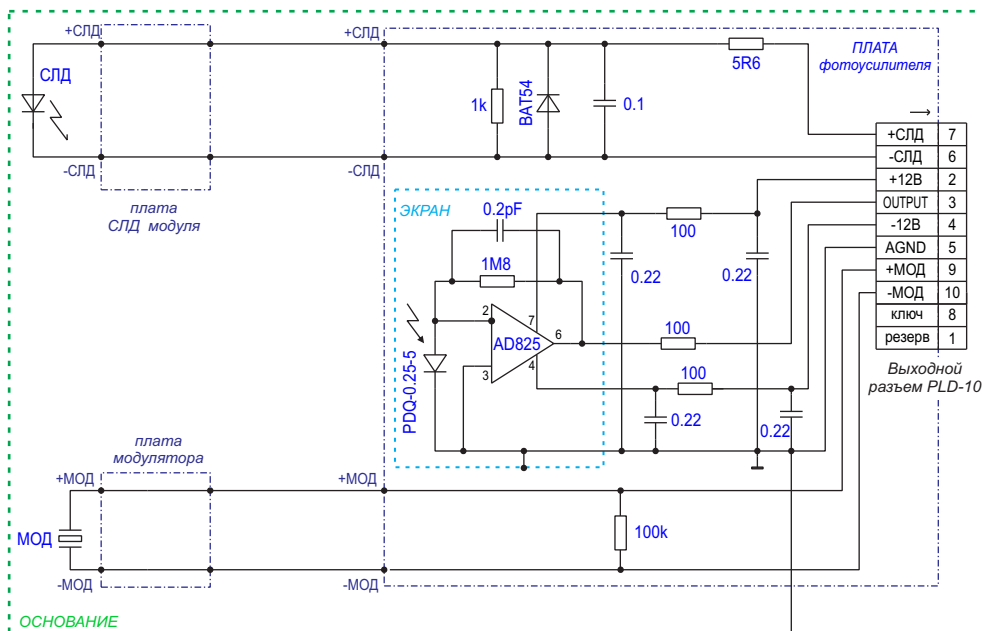 +СЛД
СЛД
-СЛД
плата
СЛД модуля
+СЛД
-СЛД
1k
BAT54
0.1
5R6
ПЛАТА
фотоусилителя
ЭКРАН
0.2pF
1M8
2
3
7
4
6
AD825
PDQ-0.25-5
100
0.22
0.22
100
100
0.22
0.22
+СЛД 7
-СЛД 6
+12В 2
OUTPUT 3
-12В 4
AGND 5
+МОД 9
-МОД 10
ключ 8
резерв 1
Выходной
разъем PLD-10
плата
модулятора
+МОД
МОД
-МОД
+МОД
-МОД
100k
ОСНОВАНИЕ